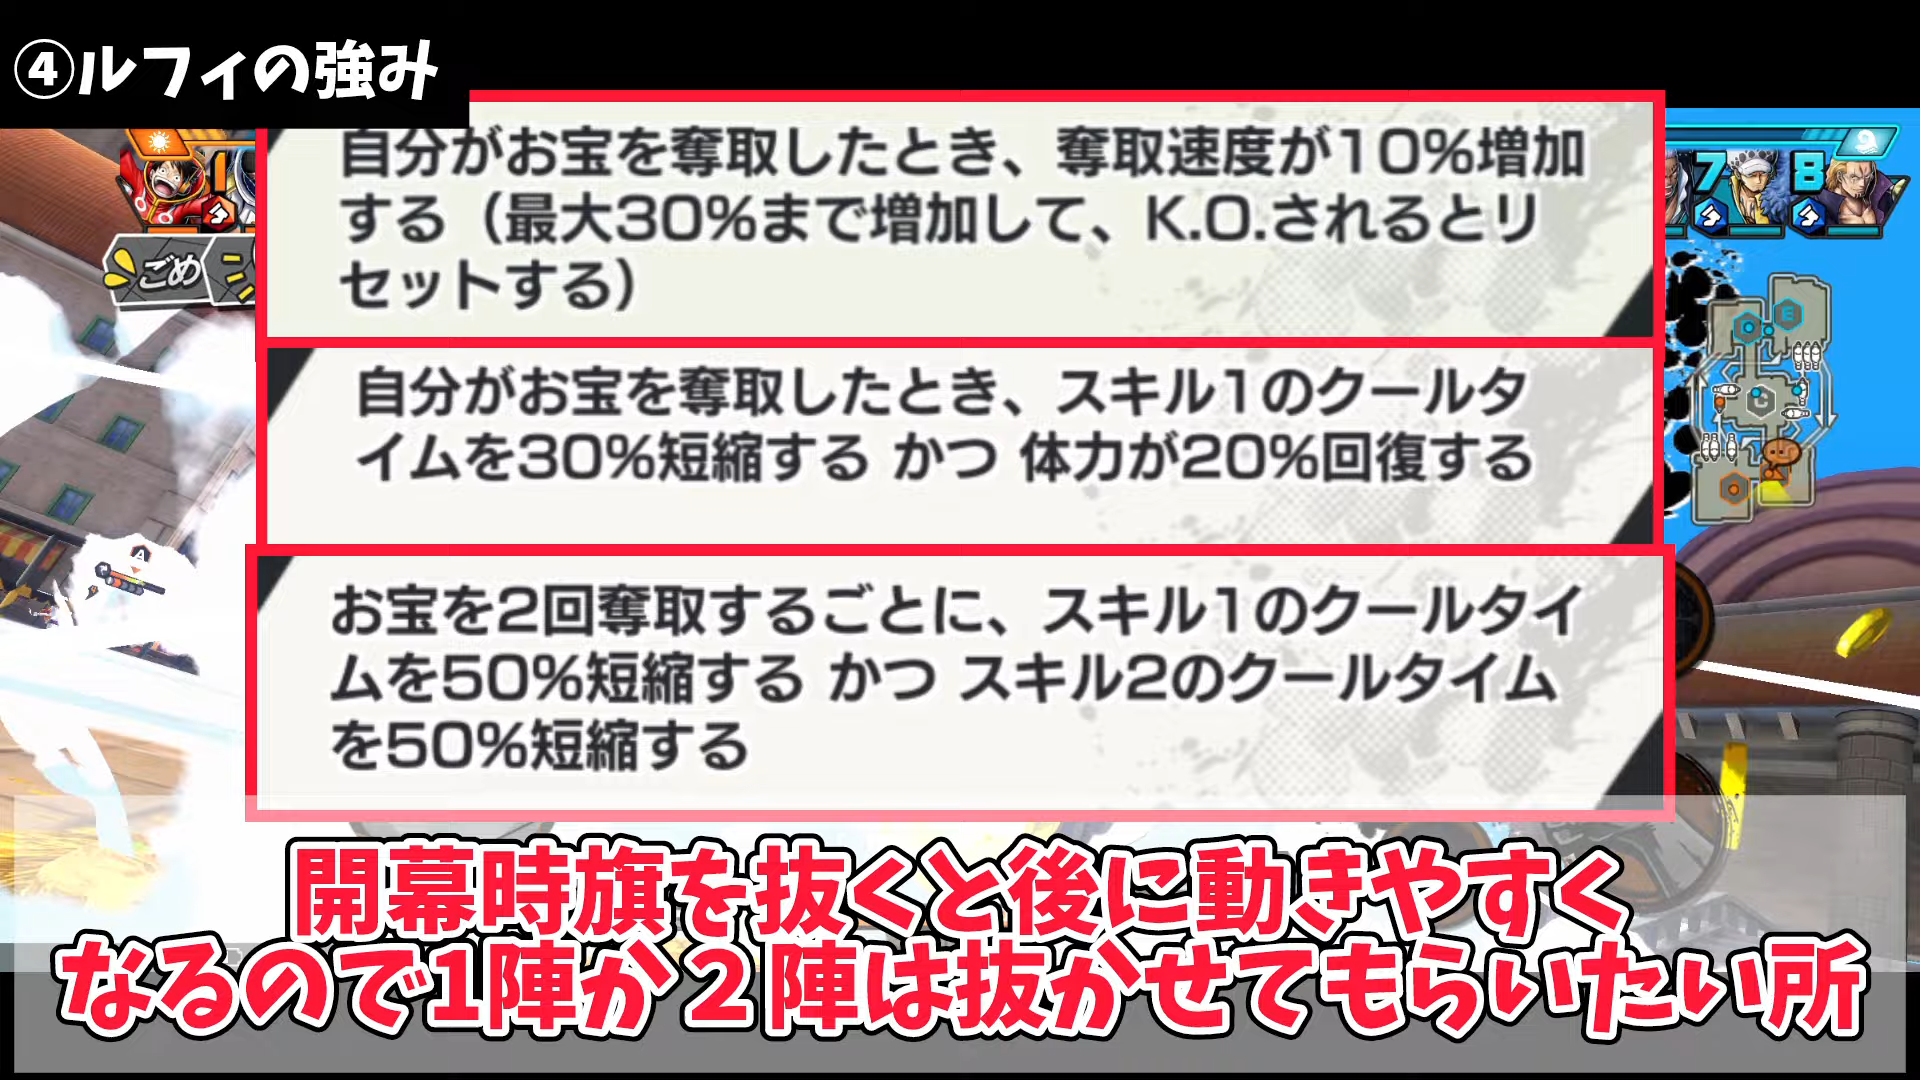 ④ルフィの強み
自分がお宝を奪取したとき、奪取速度が10%増加
する（最大30%まで増加して、K.O.されるとリ
セットする）
自分がお宝を奪取したとき、スキル1のクールタ
イムを30%短縮する かつ 体力が20%回復する
お宝を2回奪取するごとに、スキル1のクールタイ
ムを50%短縮する かつ スキル2のクールタイム
を50%短縮する
ごめ
7
8
E
C
A
開幕時旗を抜くと後に動きやすく
なるので1陣か２陣は抜かせてもらいたい所